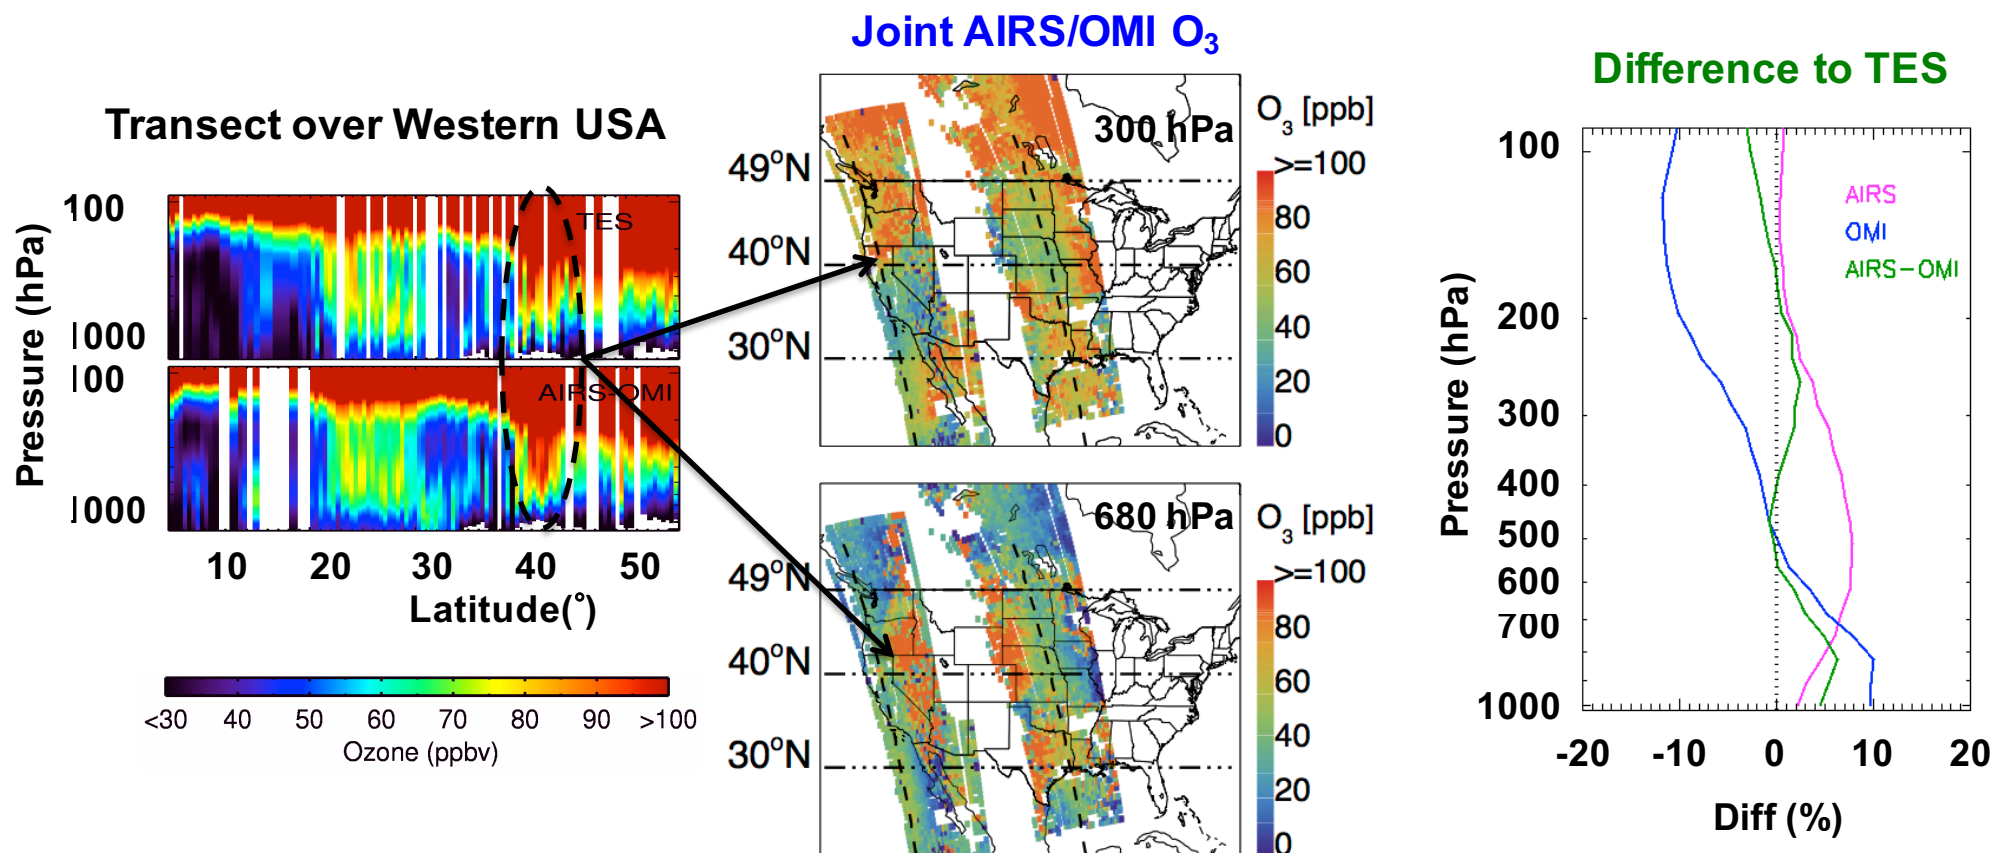 Transect over Western USA
Pressure (hPa)
100
TES
1000
100
AIRS-OMI
1000
10 20 30 40 50
Latitude(°)
<30 40 50 60 70 80 90 >100
Ozone (ppbv)
Joint AIRS/OMI O₃
300 hPa
O₃ [ppb]
>=100
80
60
40
20
0
49°N
40°N
30°N
680 hPa
O₃ [ppb]
>=100
80
60
40
20
0
49°N
40°N
30°N
Difference to TES
Pressure (hPa)
100
200
300
400
500
600
700
1000
AIRS
OMI
AIRS-OMI
-20 -10 0 10 20
Diff (%)